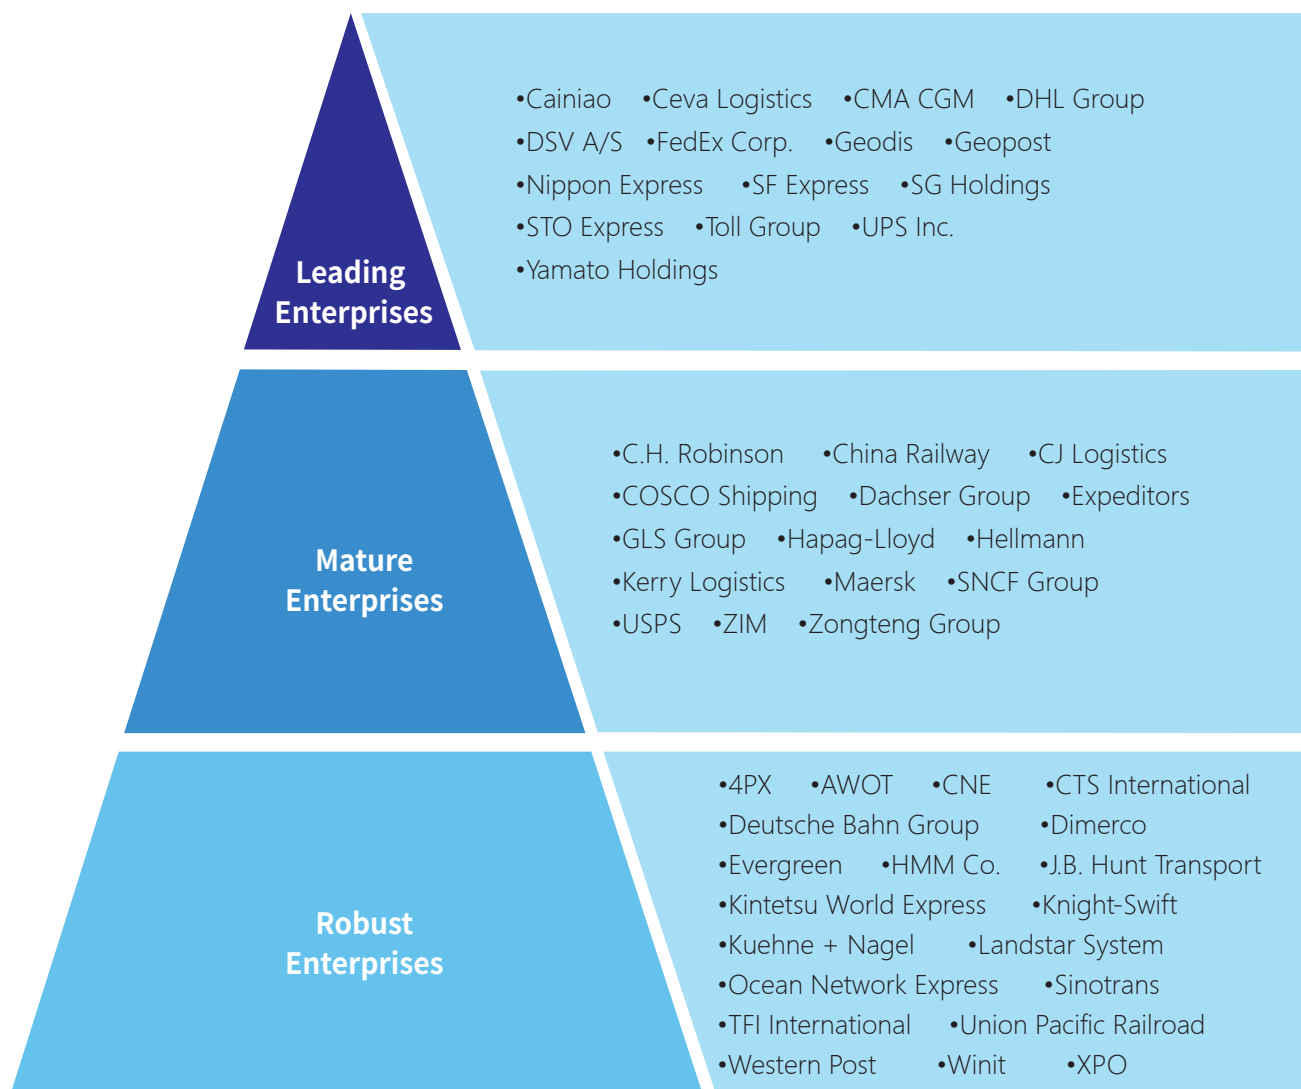 •Cainiao •Ceva Logistics •CMA CGM •DHL Group
•DSV A/S •FedEx Corp. •Geodis •Geopost
•Nippon Express •SF Express •SG Holdings
•STO Express •Toll Group •UPS Inc.
•Yamato Holdings
Leading
Enterprises
•C.H. Robinson •China Railway •CJ Logistics
•COSCO Shipping •Dachser Group •Expeditors
•GLS Group •Hapag-Lloyd •Hellmann
•Kerry Logistics •Maersk •SNCF Group
•USPS •ZIM •Zongteng Group
Mature
Enterprises
•4PX •AWOT •CNE •CTS International
•Deutsche Bahn Group •Dimerco
•Evergreen •HMM Co. •J.B. Hunt Transport
•Kintetsu World Express •Knight-Swift
•Kuehne + Nagel •Landstar System
•Ocean Network Express •Sinotrans
•TFI International •Union Pacific Railroad
•Western Post •Winit •XPO
Robust
Enterprises